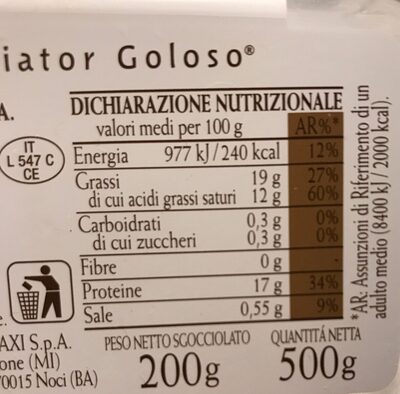 iator Goloso®
A.
DICHIARAZIONE NUTRIZIONALE
valori medi per 100 g AR%*
IT
L 547 C
CE
Energia 977 kJ/240 kcal 12%
Grassi 19 g 27%
di cui acidi grassi saturi 12 g 60%
Carboidrati 0,3 g 0%
di cui zuccheri 0,3 g 0%
Fibre 0 g
Proteine 17 g 34%
Sale 0,55 g 9%
*AR: Assunzioni di Riferimento di un
adulto medio (8400 kJ / 2000 kcal).
AXI S.p.A.
one (MI)
70015 Noci (BA)
PESO NETTO SGOCCIOLATO QUANTITÁ NETTA
200g 500g